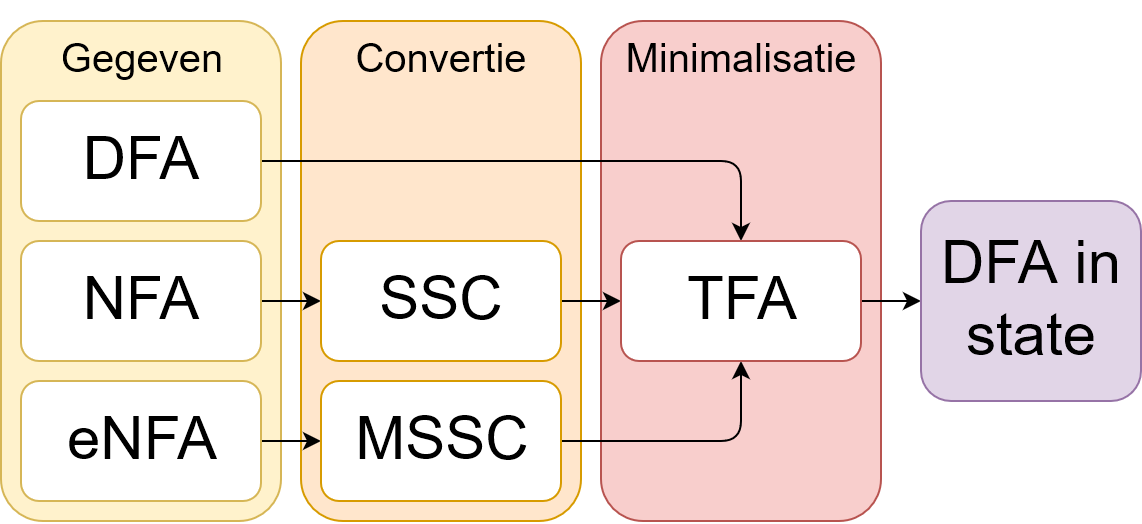 Gegeven
Convertie
Minimalisatie
DFA
NFA
SSC
TFA
DFA in
state
eNFA
MSSC